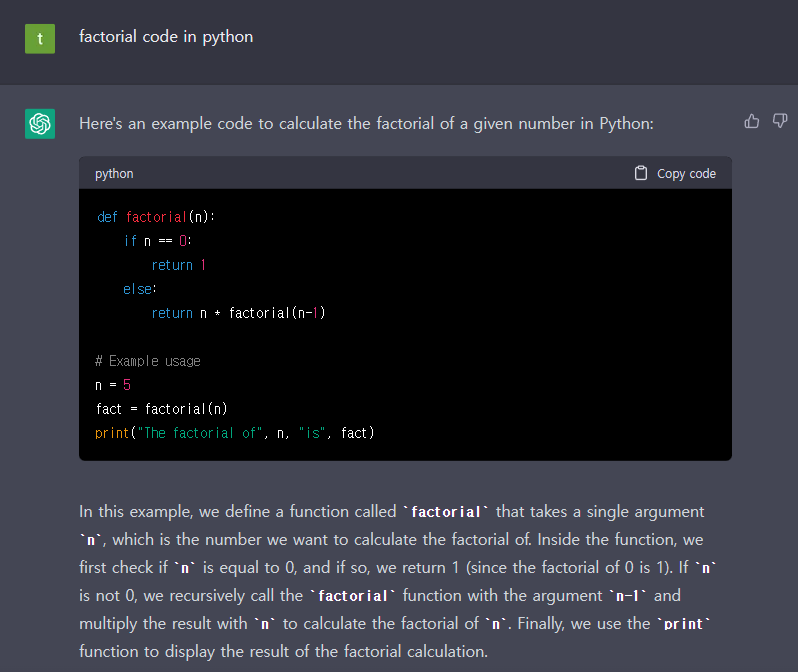 t
factorial code in python
Here's an example code to calculate the factorial of a given number in Python:
python
Copy code
def factorial(n):
    if n == 0:
        return 1
    else:
        return n * factorial(n-1)
# Example usage
n = 5
fact = factorial(n)
print("The factorial of", n, "is", fact)
In this example, we define a function called `factorial` that takes a single argument
`n`, which is the number we want to calculate the factorial of. Inside the function, we
first check if `n` is equal to 0, and if so, we return 1 (since the factorial of 0 is 1). If `n`
is not 0, we recursively call the `factorial` function with the argument `n-1` and
multiply the result with `n` to calculate the factorial of `n`. Finally, we use the `print`
function to display the result of the factorial calculation.